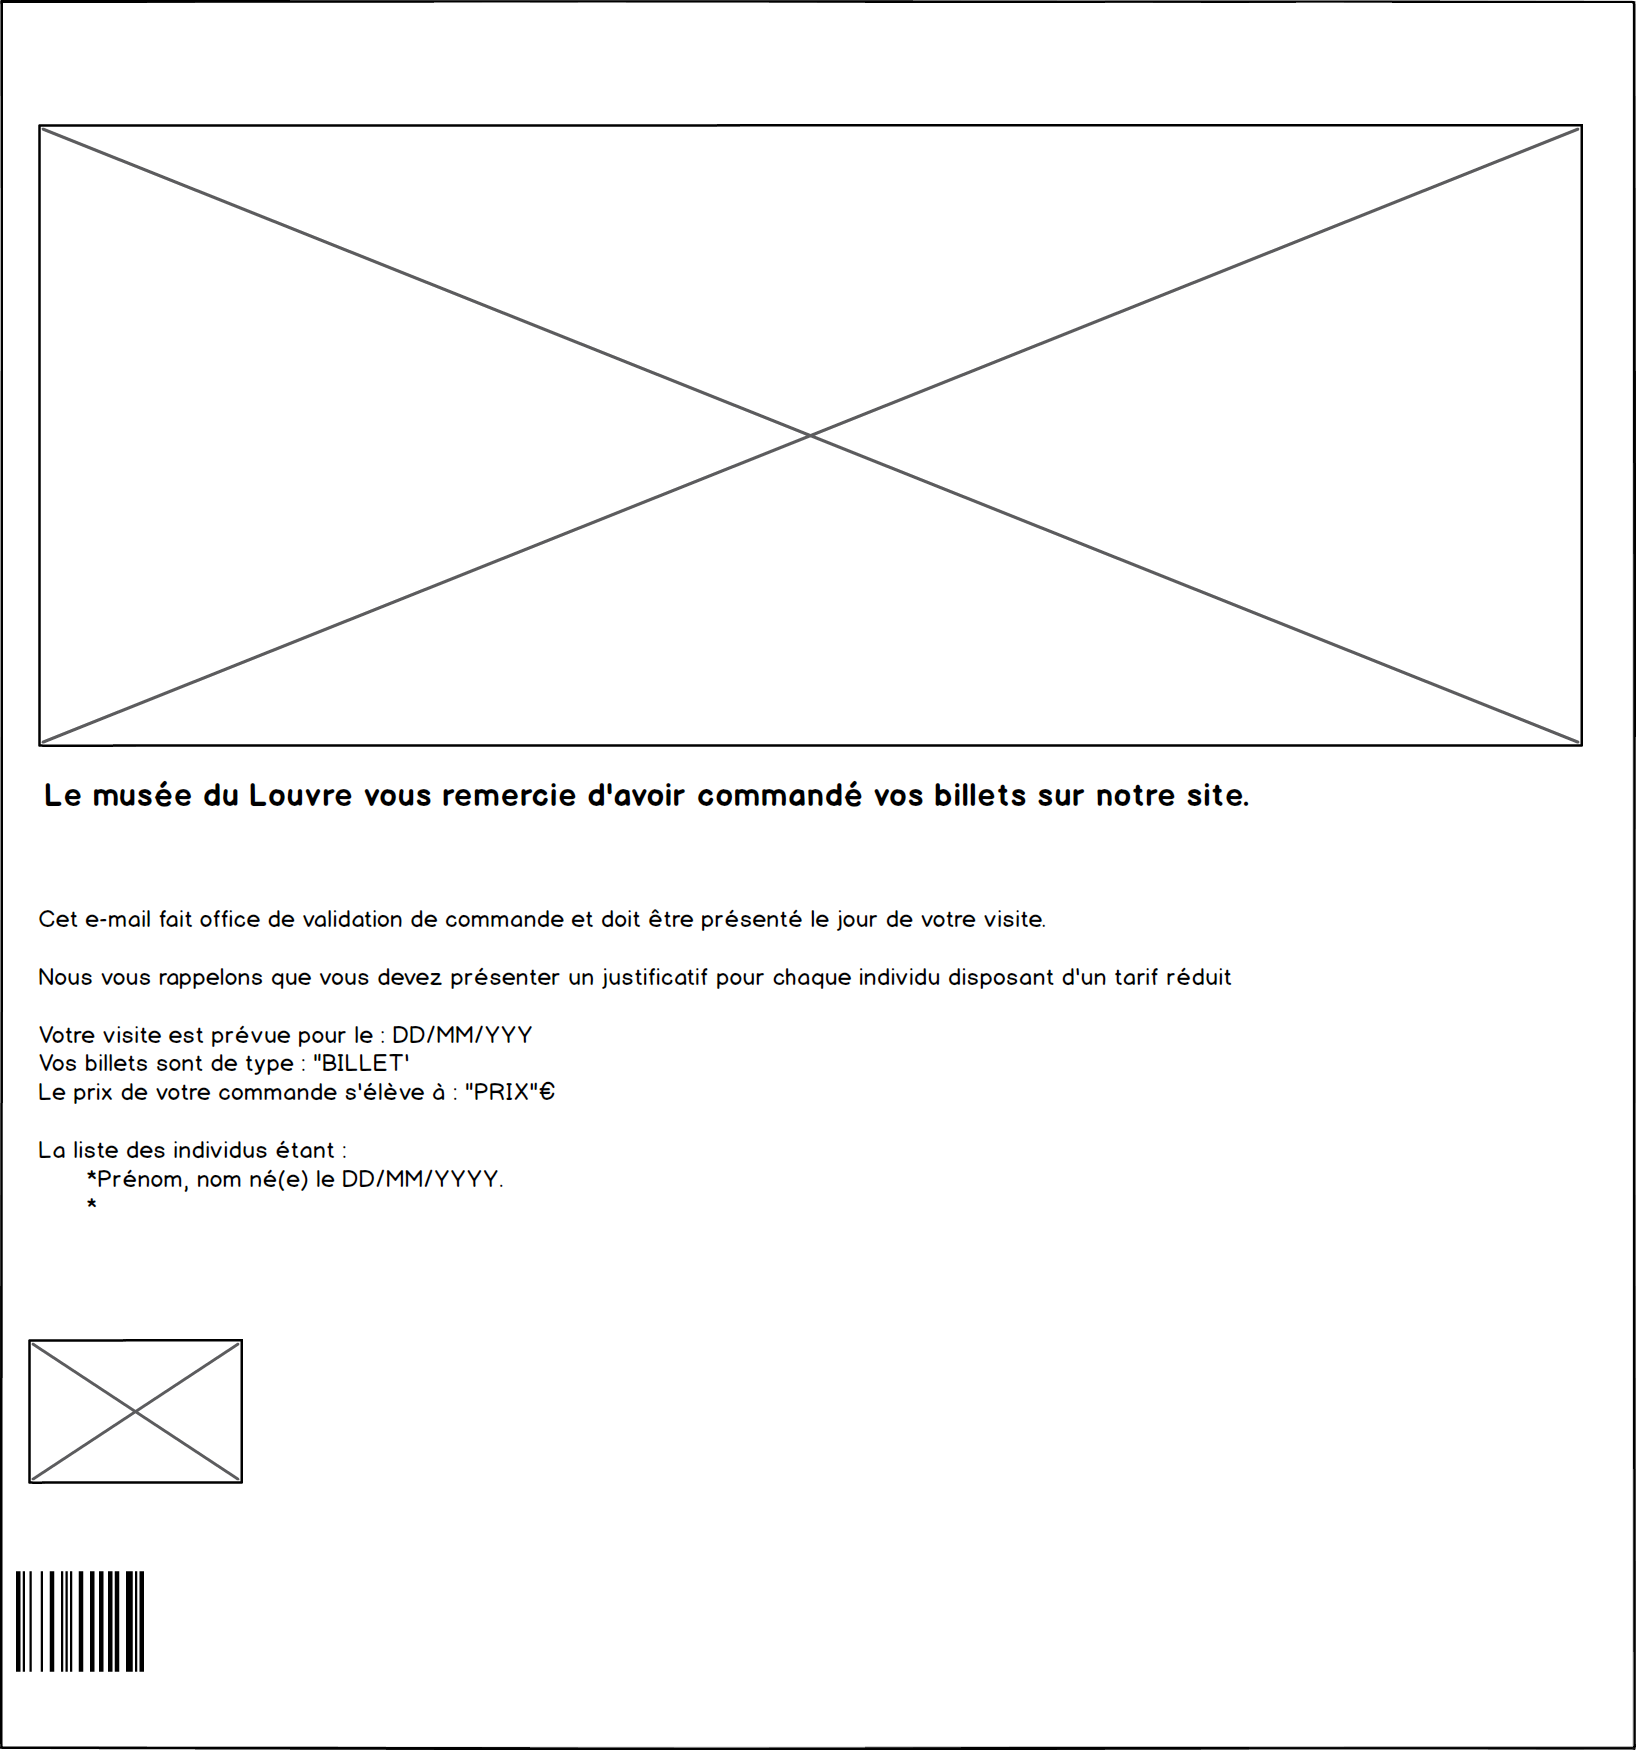 Le musée du Louvre vous remercie d'avoir commandé vos billets sur notre site.
Cet e-mail fait office de validation de commande et doit être présenté le jour de votre visite.
Nous vous rappelons que vous devez présenter un justificatif pour chaque individu disposant d'un tarif réduit
Votre visite est prévue pour le : DD/MM/YYY
Vos billets sont de type : "BILLET'
Le prix de votre commande s'élève à : "PRIX"€
La liste des individus étant :
*Prénom, nom né(e) le DD/MM/YYYY.
*